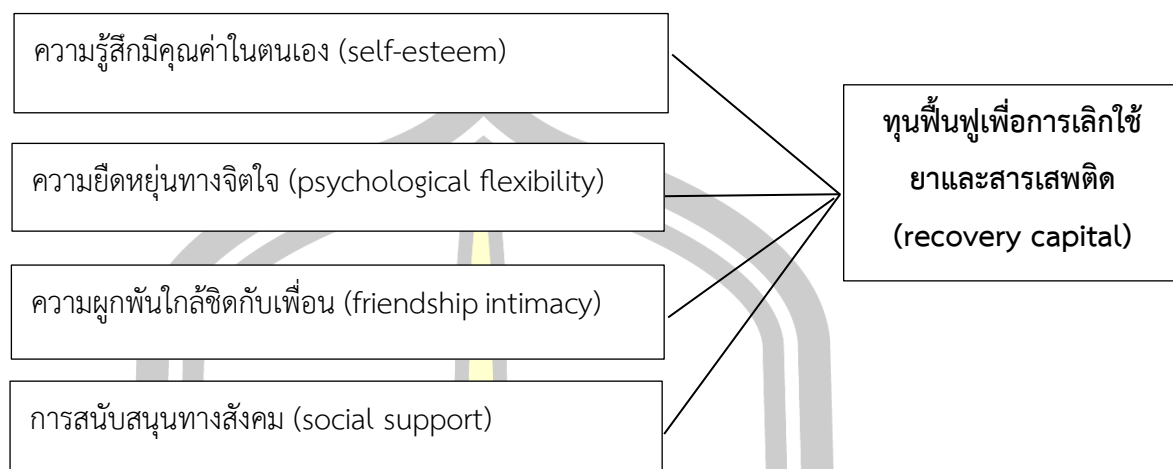 ความรู้สึกมีคุณค่าในตนเอง (self-esteem)
ความยืดหยุ่นทางจิตใจ (psychological flexibility)
ความผูกพันใกล้ชิดกับเพื่อน (friendship intimacy)
การสนับสนุนทางสังคม (social support)
ทุนฟื้นฟูเพื่อการเลิกใช้
ยาและสารเสพติด
(recovery capital)